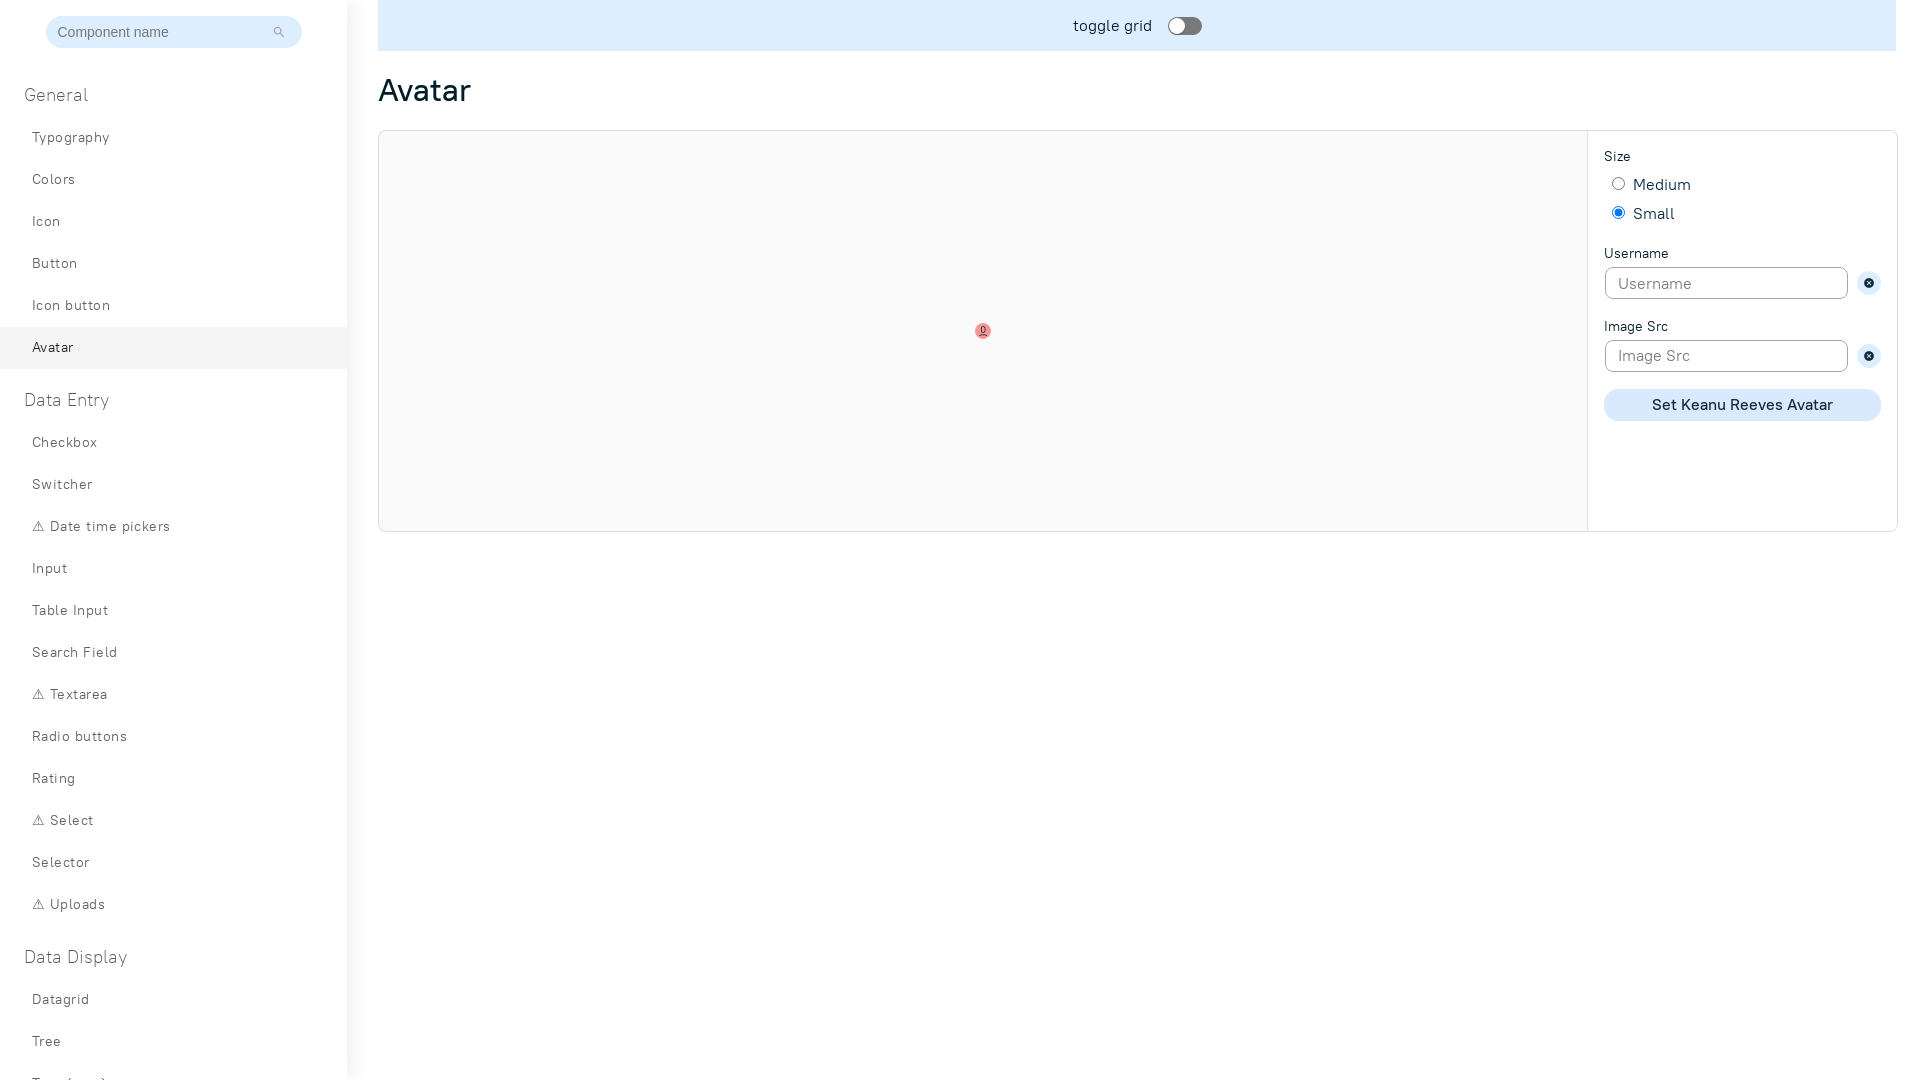 Component name
General
Typography
Colors
Icon
Button
Icon button
Avatar
Data Entry
Checkbox
Switcher
⚠ Date time pickers
Input
Table Input
Search Field
⚠ Textarea
Radio buttons
Rating
⚠ Select
Selector
⚠ Uploads
Data Display
Datagrid
Tree
toggle grid
Avatar
Size
Medium
Small
Username
Username
Image Src
Image Src
Set Keanu Reeves Avatar